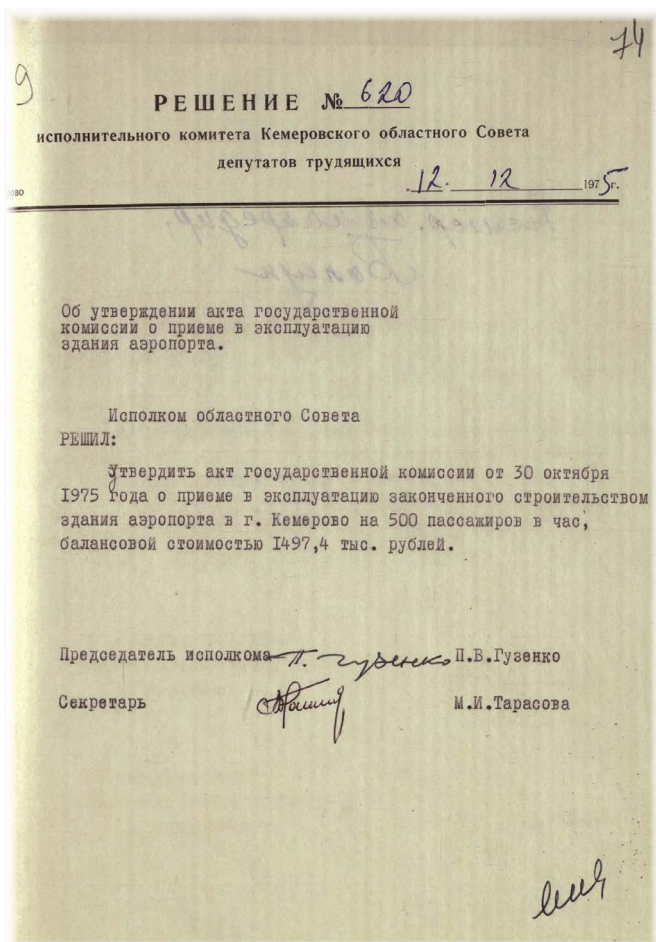 74
9
РЕШЕНИЕ № 620
исполнительного комитета Кемеровского областного Совета
депутатов трудящихся
12. 12 1975г.
Об утверждении акта государственной
комиссии о приеме в эксплуатацию
здания аэропорта.
Исполком областного Совета
РЕШИЛ:
Утвердить акт государственной комиссии от 30 октября
1975 года о приеме в эксплуатацию законченного строительством
здания аэропорта в г. Кемерово на 500 пассажиров в час,
балансовой стоимостью 1497,4 тыс. рублей.
Председатель исполкома П. Гузенко П.В.Гузенко
Секретарь М.И.Тарасова